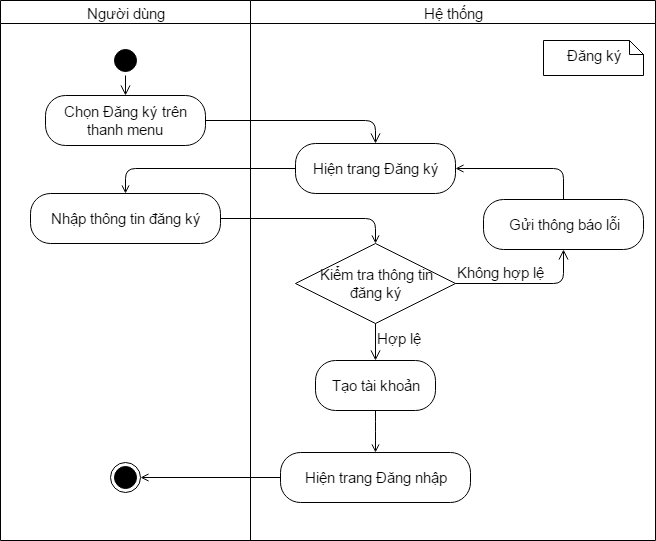 Người dùng
Hệ thống
Đăng ký
Chọn Đăng ký trên
thanh menu
Hiện trang Đăng ký
Nhập thông tin đăng ký
Gửi thông báo lỗi
Kiểm tra thông tin
đăng ký
Không hợp lệ
Hợp lệ
Tạo tài khoản
Hiện trang Đăng nhập